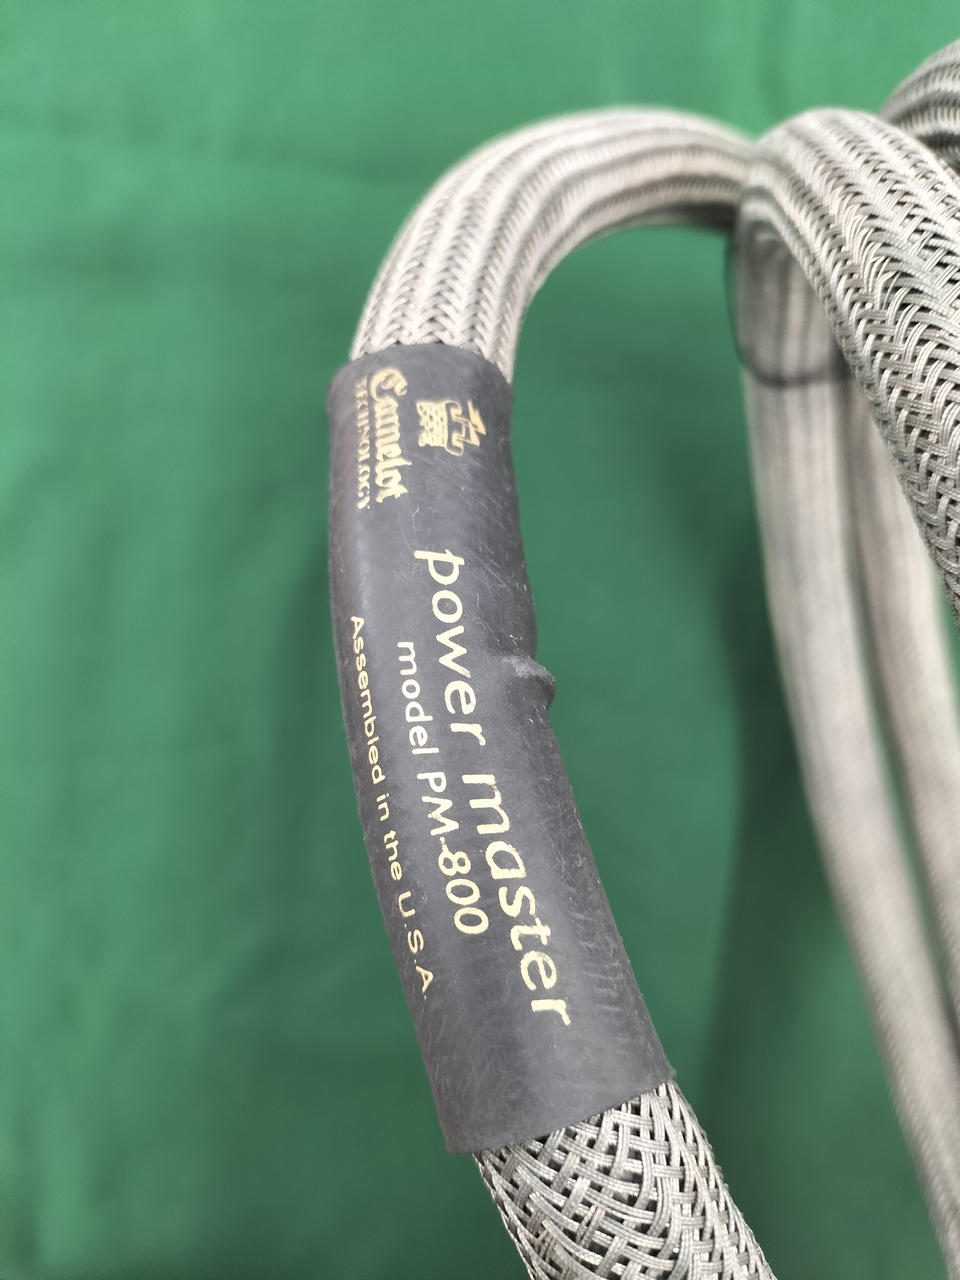 Camelot
TECHNOLOGY
power master
model PM-800
Assembled in the U.S.A.